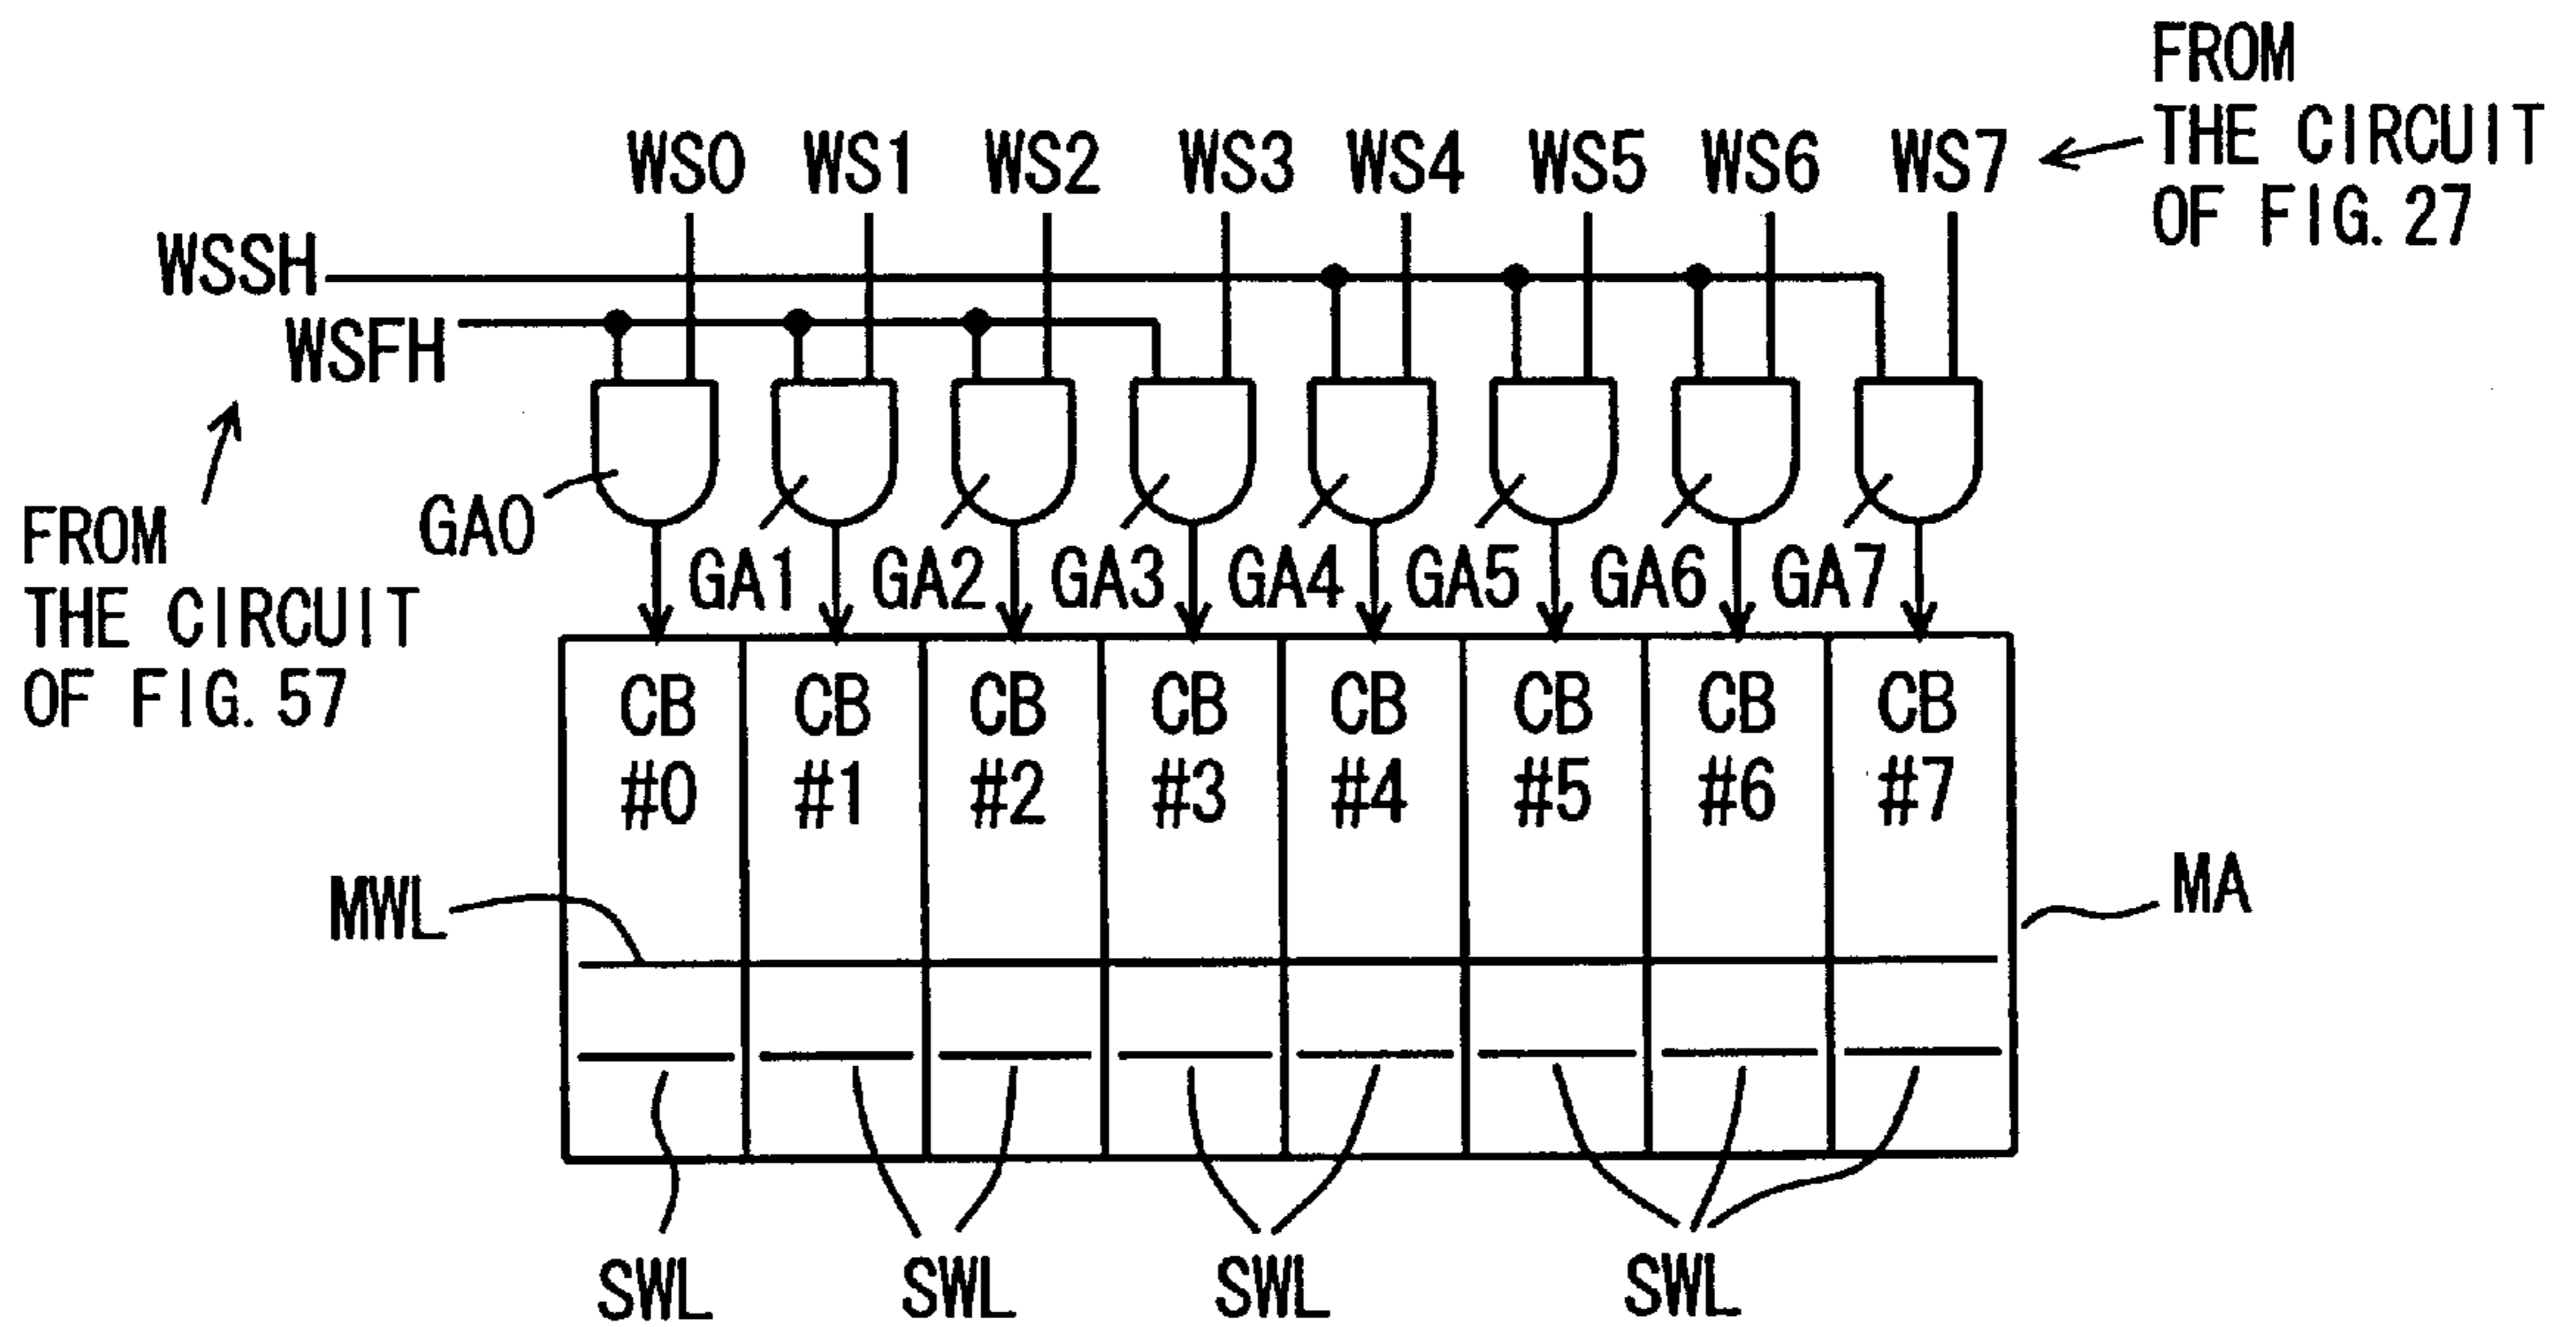 FROM
THE CIRCUIT
OF FIG. 27
WS0 WS1 WS2 WS3 WS4 WS5 WS6 WS7
WSSH
WSFH
FROM
THE CIRCUIT
OF FIG. 57
GA0 GA1 GA2 GA3 GA4 GA5 GA6 GA7
CB CB CB CB CB CB CB CB
#0 #1 #2 #3 #4 #5 #6 #7
MWL MA
SWL SWL SWL SWL